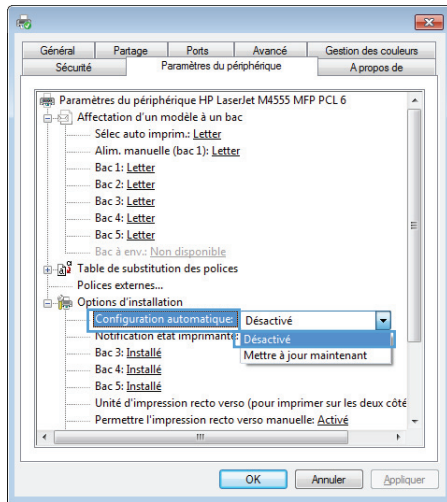 Général Partage Ports Avancé Gestion des couleurs
Sécurité Paramètres du périphérique A propos de
Paramètres du périphérique HP LaserJet M4555 MFP PCL 6
Affectation d'un modèle à un bac
Sélec auto imprim.: Letter
Alim. manuelle (bac 1): Letter
Bac 1: Letter
Bac 2: Letter
Bac 3: Letter
Bac 4: Letter
Bac 5: Letter
Bac à env.: Non disponible
Table de substitution des polices
Polices externes...
Options d'installation
Configuration automatique: Désactivé
Notification état imprimante: Désactivé
Mettre à jour maintenant
Bac 3: Installé
Bac 4: Installé
Bac 5: Installé
Unité d'impression recto verso (pour imprimer sur les deux côté
Permettre l'impression recto verso manuelle: Activé
OK Annuler Appliquer